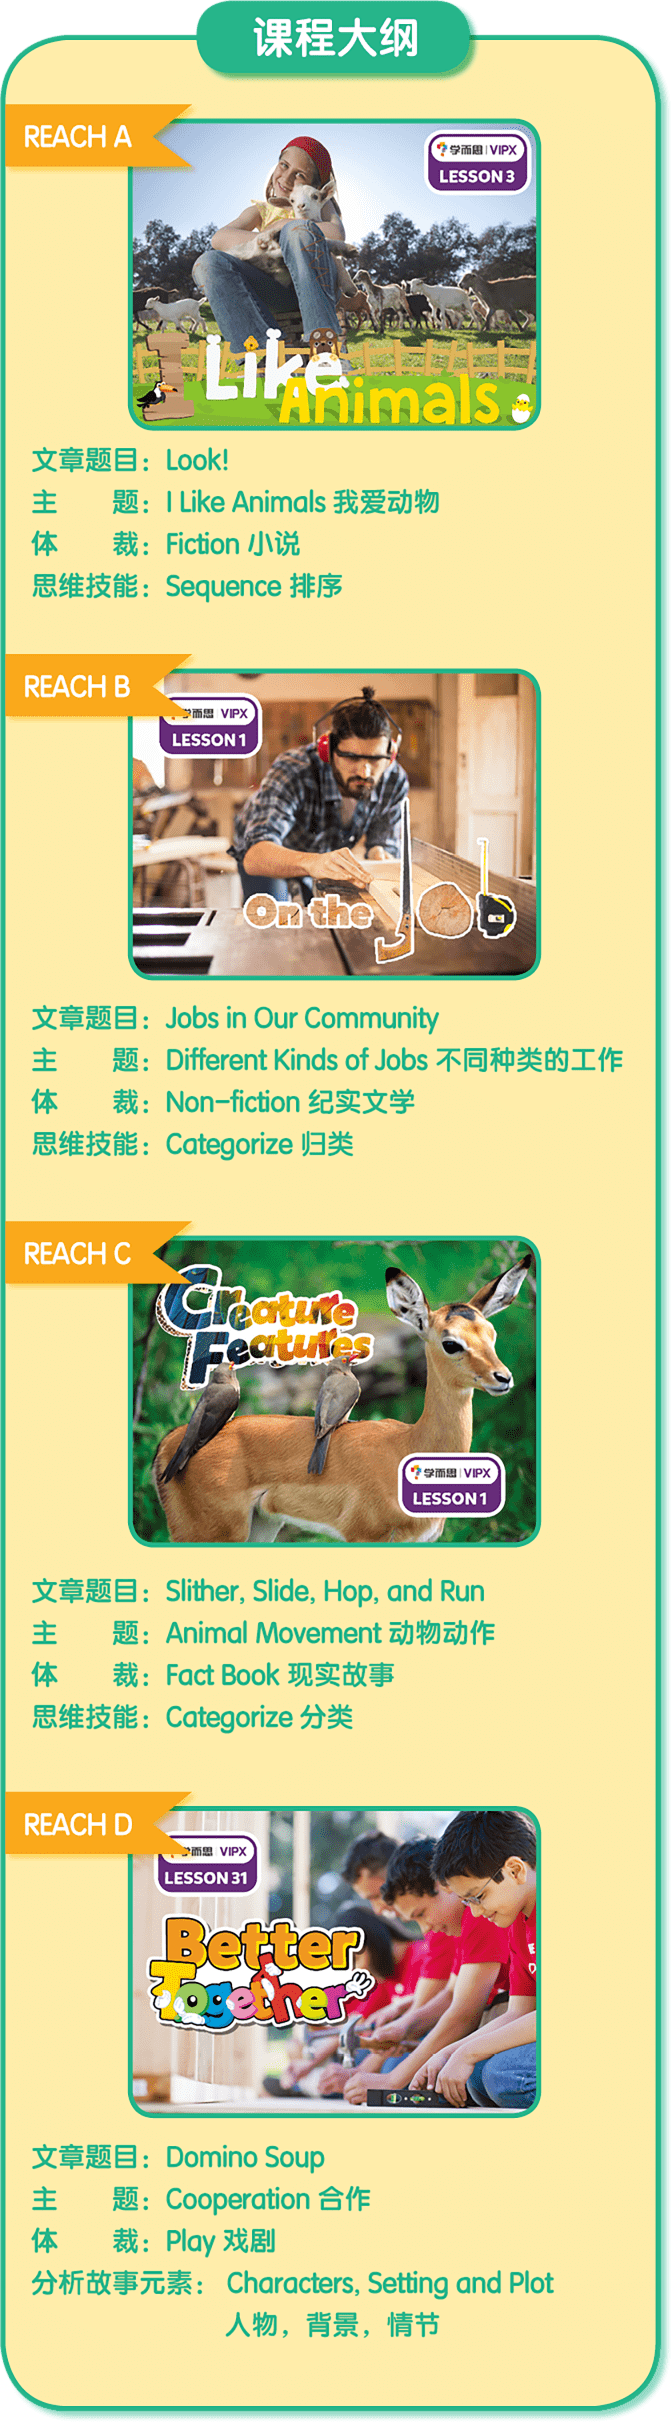 课程大纲
REACH A
学而思 VIPX
LESSON 3
I Like
Animals
文章题目：Look!
主 题：I Like Animals 我爱动物
体 裁：Fiction 小说
思维技能：Sequence 排序
REACH B
学而思 VIPX
LESSON 1
On the Job
文章题目：Jobs in Our Community
主 题：Different Kinds of Jobs 不同种类的工作
体 裁：Non-fiction 纪实文学
思维技能：Categorize 归类
REACH C
Creature
Features
学而思 VIPX
LESSON 1
文章题目：Slither, Slide, Hop, and Run
主 题：Animal Movement 动物动作
体 裁：Fact Book 现实故事
思维技能：Categorize 分类
REACH D
学而思 VIPX
LESSON 31
Better
Together
文章题目：Domino Soup
主 题：Cooperation 合作
体 裁：Play 戏剧
分析故事元素： Characters, Setting and Plot
人物，背景，情节